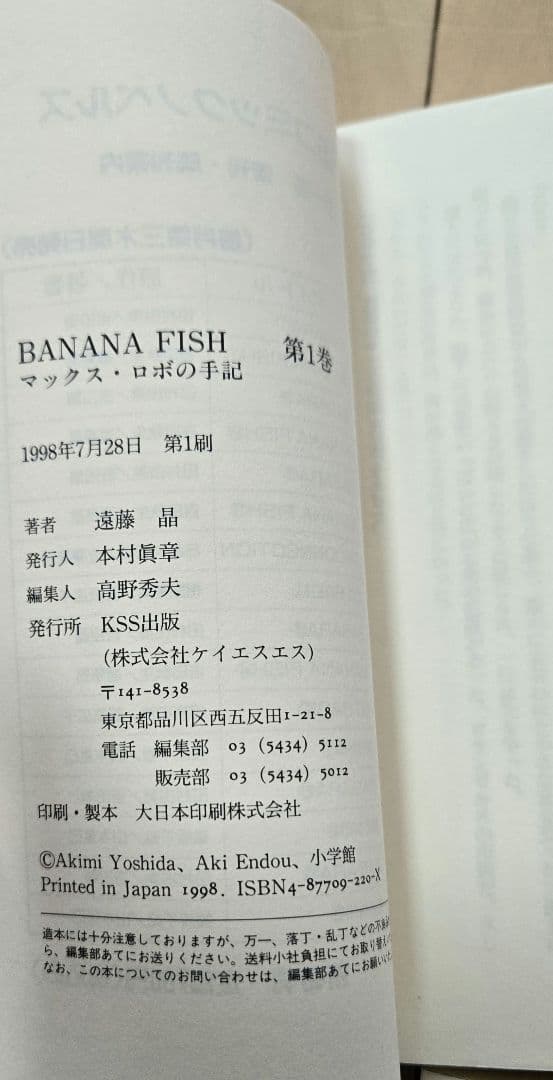 BANANA FISH 第1巻
マックス・ロボの手記
1998年7月28日 第1刷
著者 遠藤 晶
発行人 本村眞章
編集人 高野秀夫
発行所 KSS出版
(株式会社ケイエスエス)
〒141-8538
東京都品川区西五反田1-21-8
電話 編集部 03 (5434) 5112
販売部 03 (5434) 5012
印刷・製本 大日本印刷株式会社
©Akimi Yoshida、Aki Endou、小学館
Printed in Japan 1998. ISBN4-87709-220-X
造本には十分注意しておりますが、万一、落丁・乱丁などの不
ら、編集部あてにお送りください。送料小社負担にてお取り替え
なお、この本についてのお問い合わせは、編集部あてにお願い